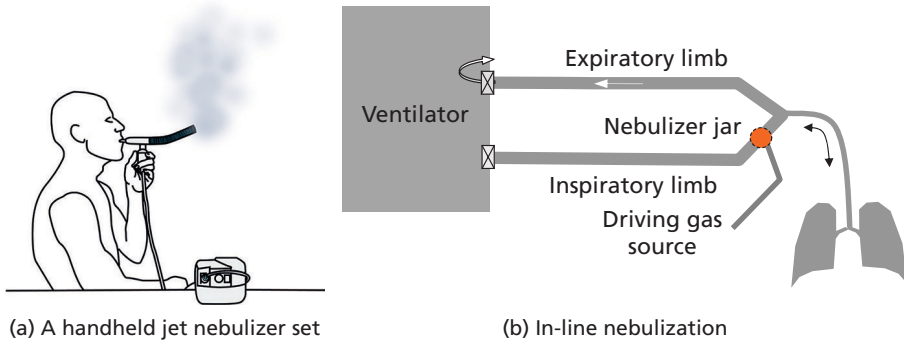 Expiratory limb
Ventilator
Nebulizer jar
Inspiratory limb
Driving gas
source
(a) A handheld jet nebulizer set
(b) In-line nebulization